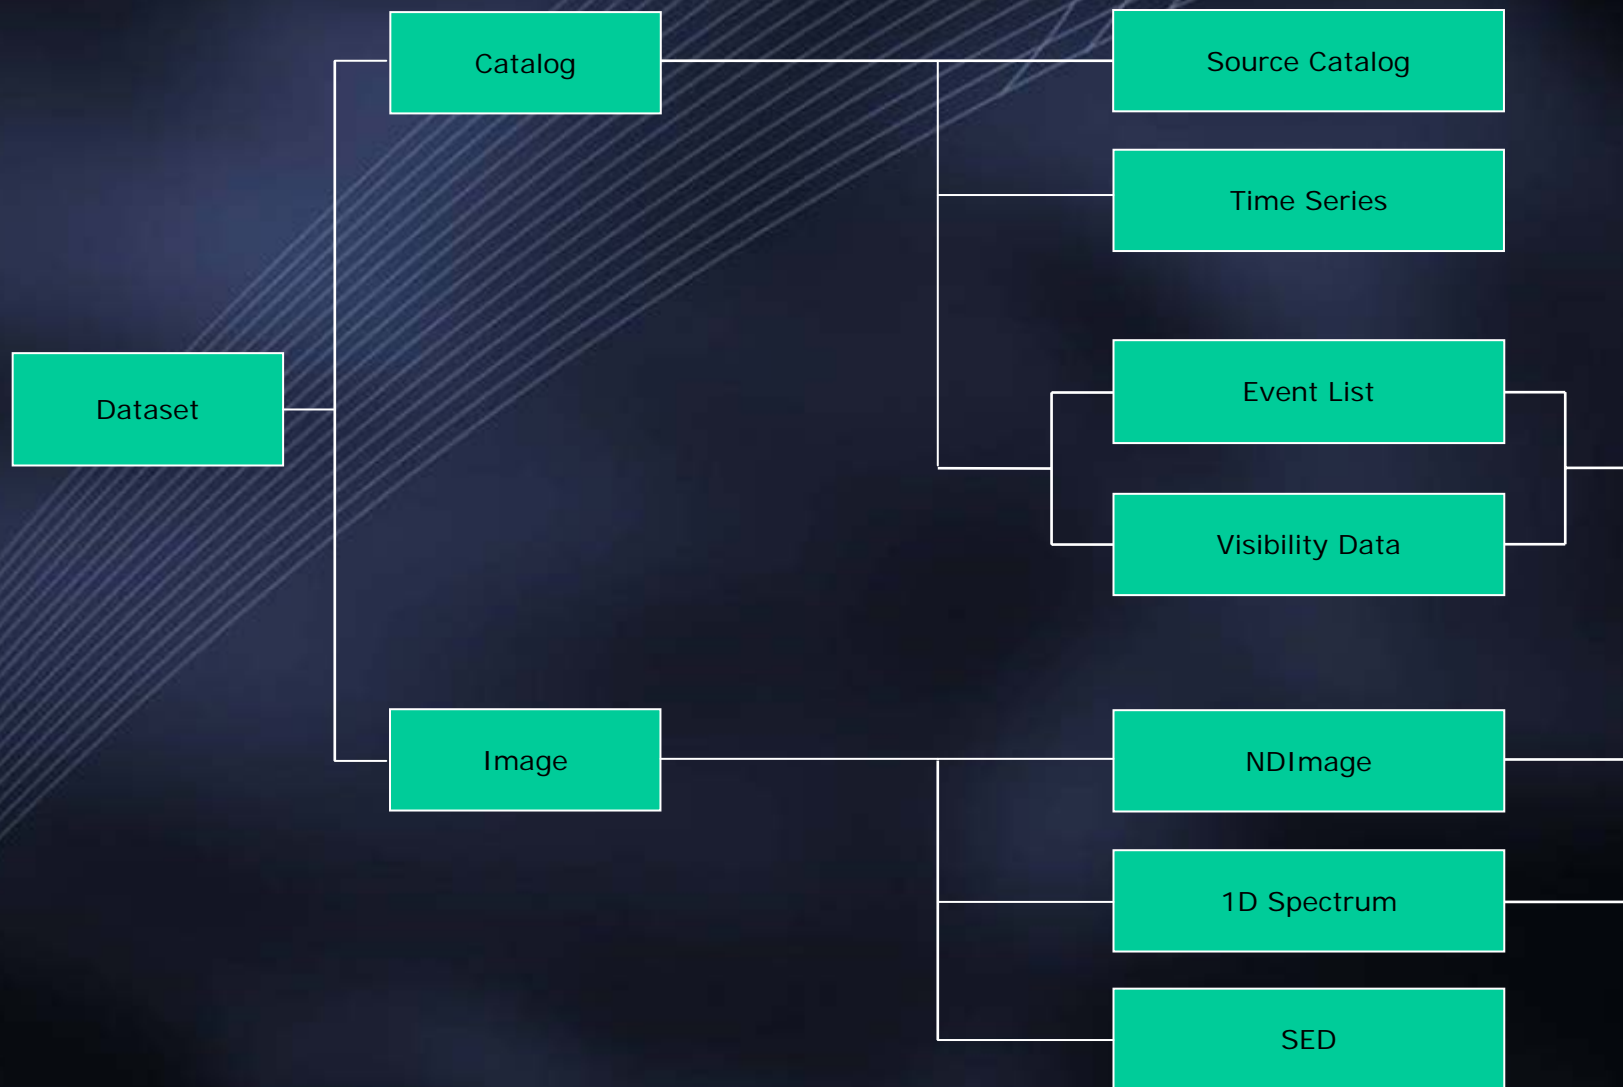 Catalog
Source Catalog
Time Series
Dataset
Event List
Visibility Data
Image
NDImage
1D Spectrum
SED